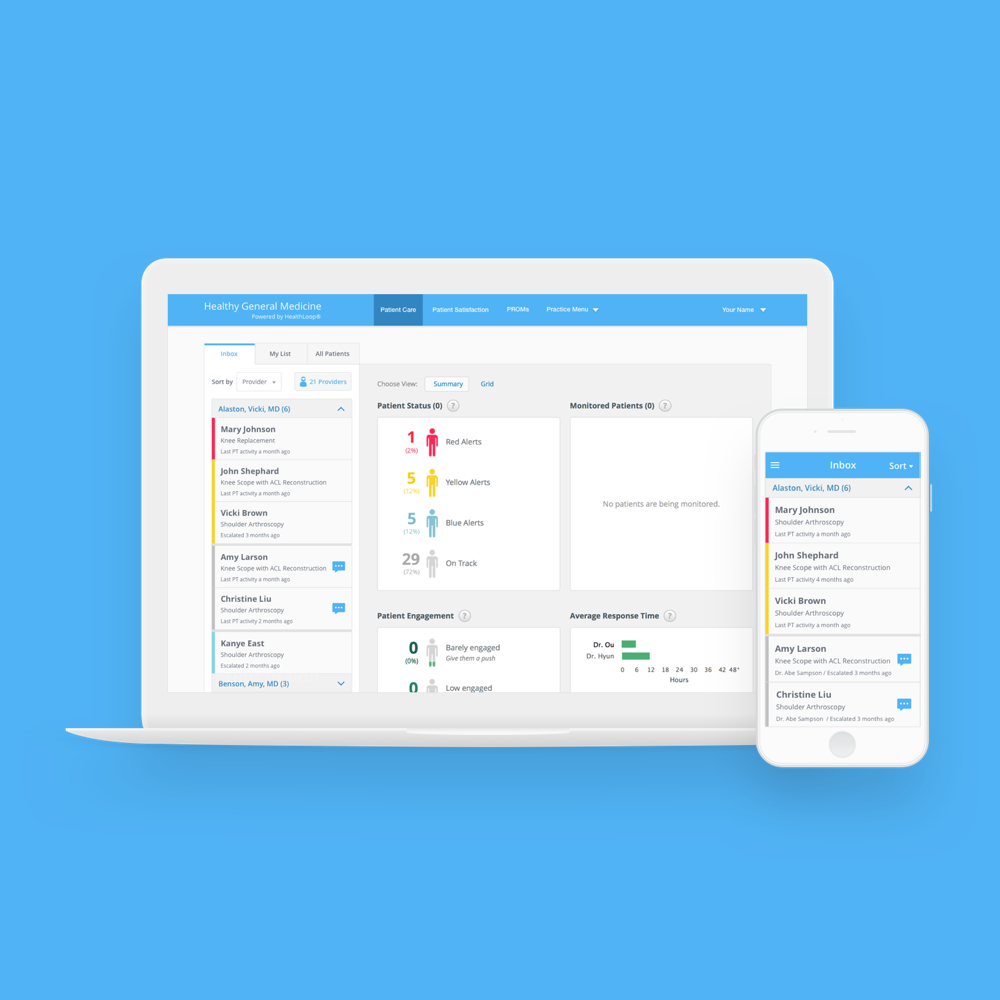 Healthy General Medicine
Powered by HealthLoop®
Patient Care
Patient Satisfaction
PROMs
Practice Menu
Your Name
Inbox
My List
All Patients
Sort by
Provider
21 Providers
Alaston, Vicki, MD (6)
Mary Johnson
Knee Replacement
Last PT activity a month ago
John Shephard
Knee Scope with ACL Reconstruction
Last PT activity a month ago
Vicki Brown
Shoulder Arthroscopy
Escalated 3 months ago
Amy Larson
Knee Scope with ACL Reconstruction
Last PT activity a month ago
Christine Liu
Shoulder Arthroscopy
Last PT activity 2 months ago
Kanye East
Shoulder Arthroscopy
Escalated 2 months ago
Benson, Amy, MD (3)
Choose View:
Summary
Grid
Patient Status (0) ?
1
(2%)
Red Alerts
5
(12%)
Yellow Alerts
5
(12%)
Blue Alerts
29
(72%)
On Track
Monitored Patients (0) ?
No patients are being monitored.
Patient Engagement ?
0
(0%)
Barely engaged
Give them a push
0
Low engaged
Average Response Time ?
Dr. Ou
Dr. Hyun
0 6 12 18 24 30 36 42 48+
Hours
Inbox
Sort
Alaston, Vicki, MD (6)
Mary Johnson
Shoulder Arthroscopy
Last PT activity a month ago
John Shephard
Knee Scope with ACL Reconstruction
Last PT activity 4 months ago
Vicki Brown
Shoulder Arthroscopy
Last PT activity a month ago
Amy Larson
Knee Scope with ACL Reconstruction
Dr. Abe Sampson / Escalated 3 months ago
Christine Liu
Shoulder Arthroscopy
Dr. Abe Sampson / Escalated 3 months ago